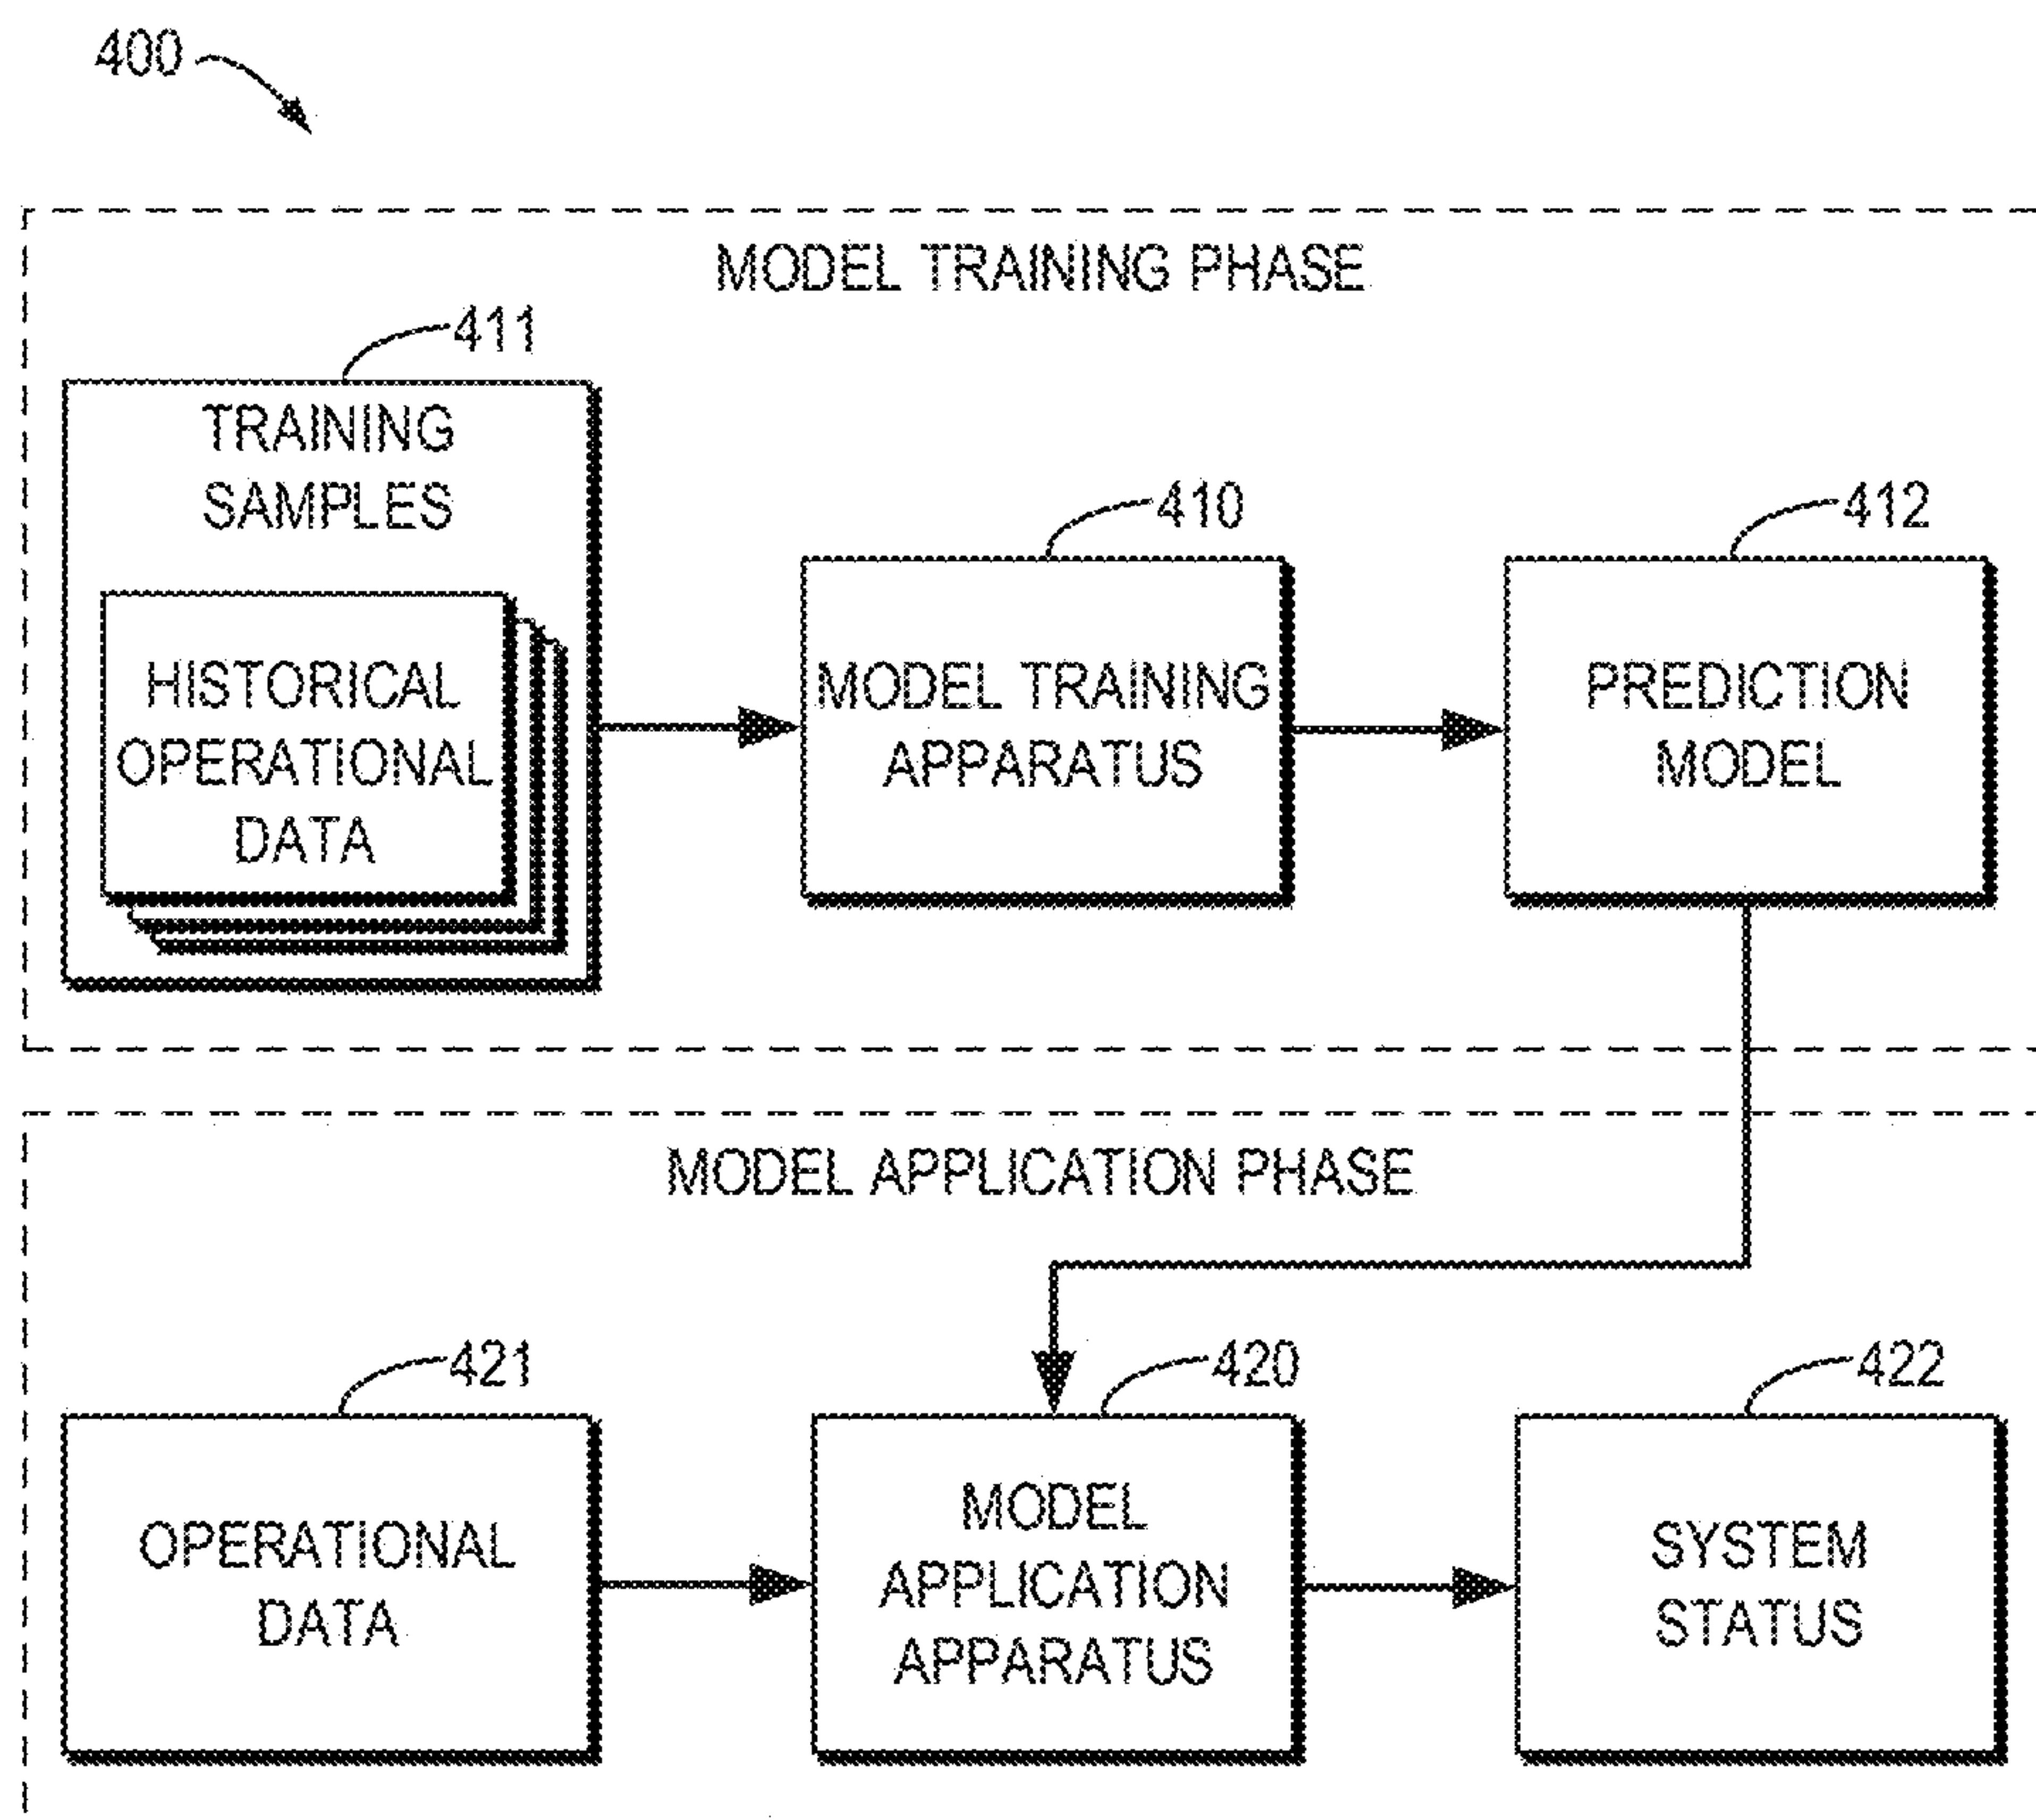 400
MODEL TRAINING PHASE
411
TRAINING
SAMPLES
HISTORICAL
OPERATIONAL
DATA
410
MODEL TRAINING
APPARATUS
412
PREDICTION
MODEL
MODEL APPLICATION PHASE
421
OPERATIONAL
DATA
420
MODEL
APPLICATION
APPARATUS
422
SYSTEM
STATUS